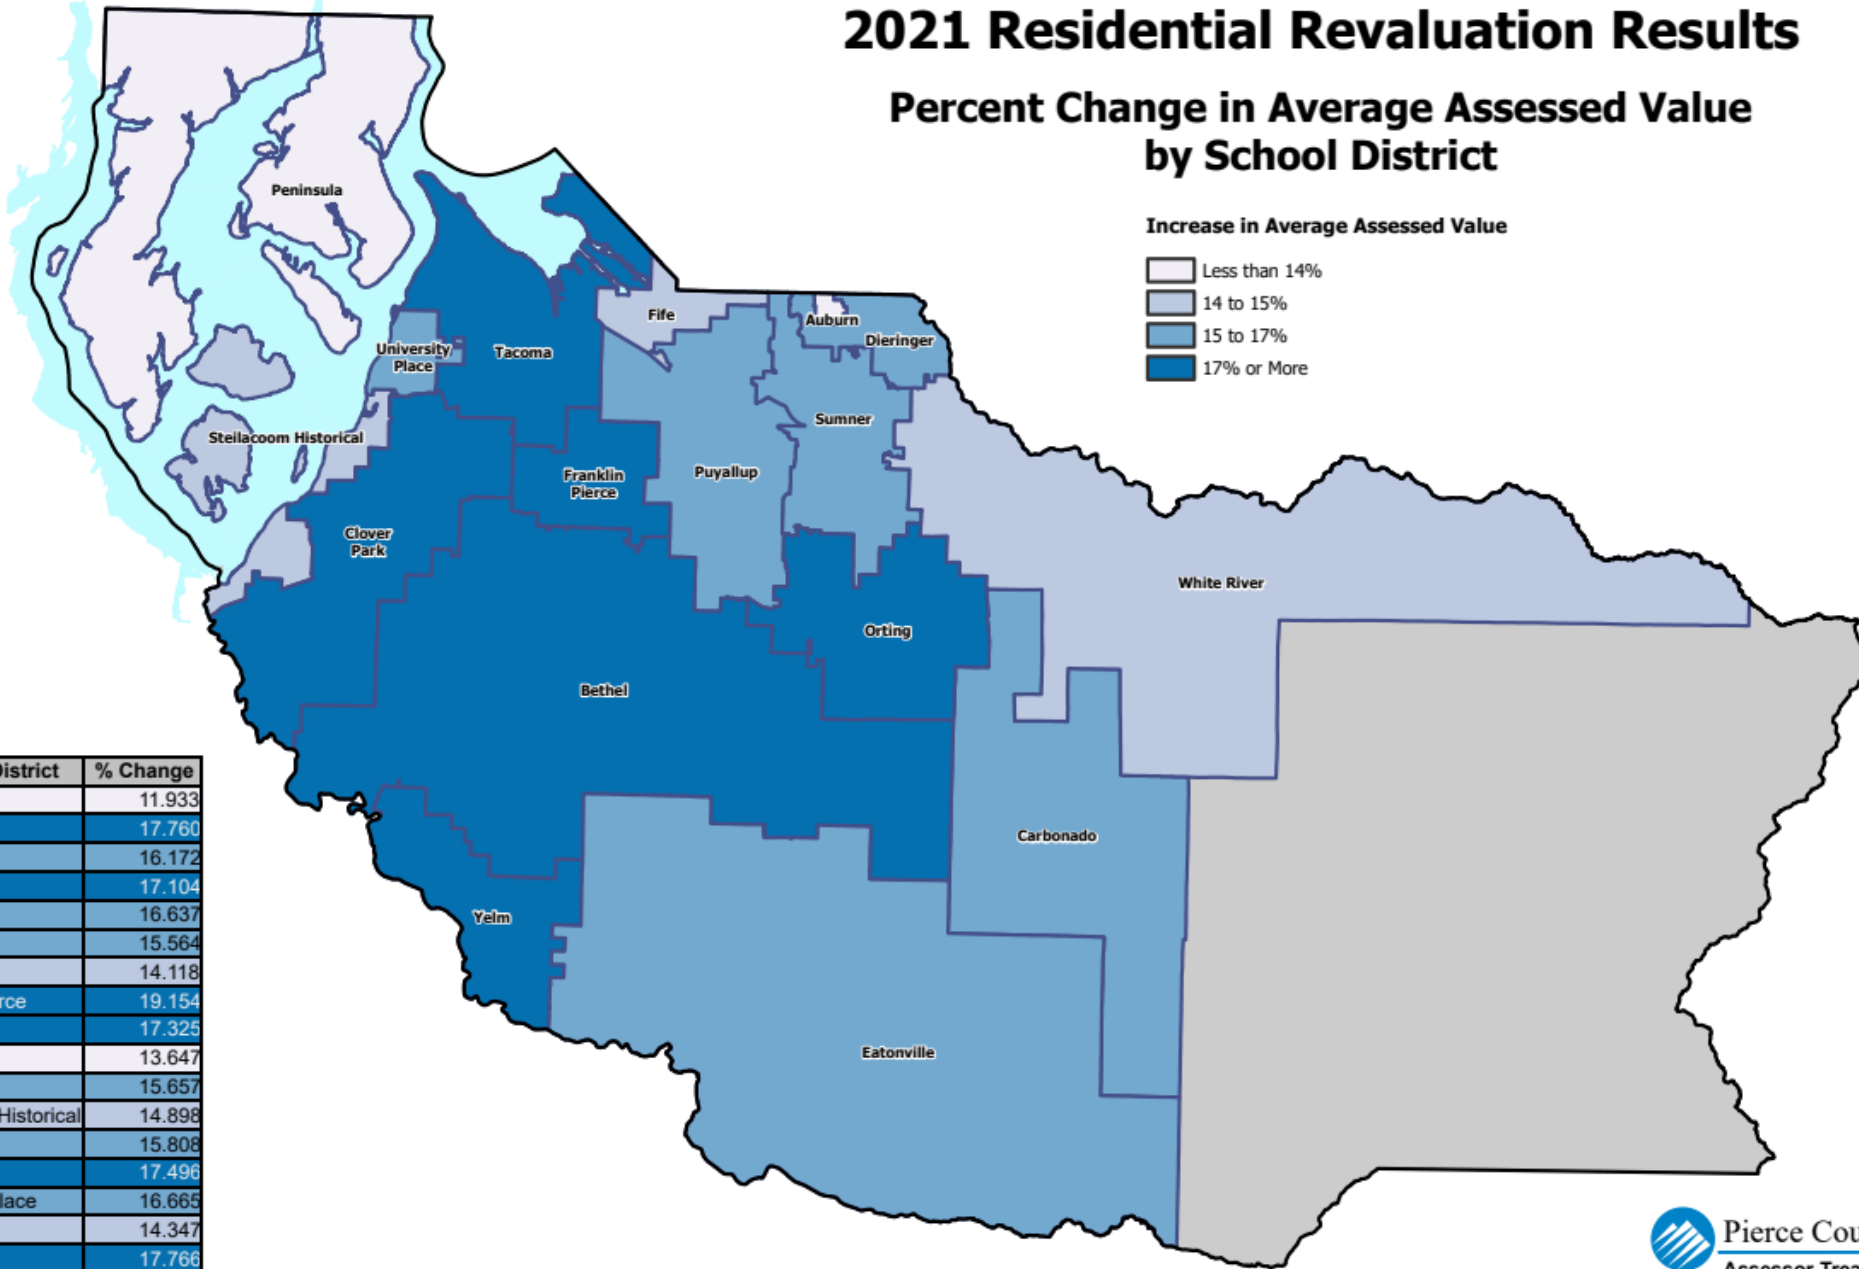 2021 Residential Revaluation Results
Percent Change in Average Assessed Value
by School District
Increase in Average Assessed Value
Less than 14%
14 to 15%
15 to 17%
17% or More
Peninsula
Fife
Auburn
Dieringer
University
Place
Tacoma
Sumner
Steilacoom Historical
Puyallup
Franklin
Pierce
Clover
Park
White River
Orting
Bethel
Carbonado
Yelm
Eatonville
District % Change
11.933
17.760
16.172
17.104
16.637
15.564
14.118
rce 19.154
17.325
13.647
15.657
Historical 14.898
15.808
17.496
lace 16.665
14.347
17.766
Pierce Cou
Assessor-Trea